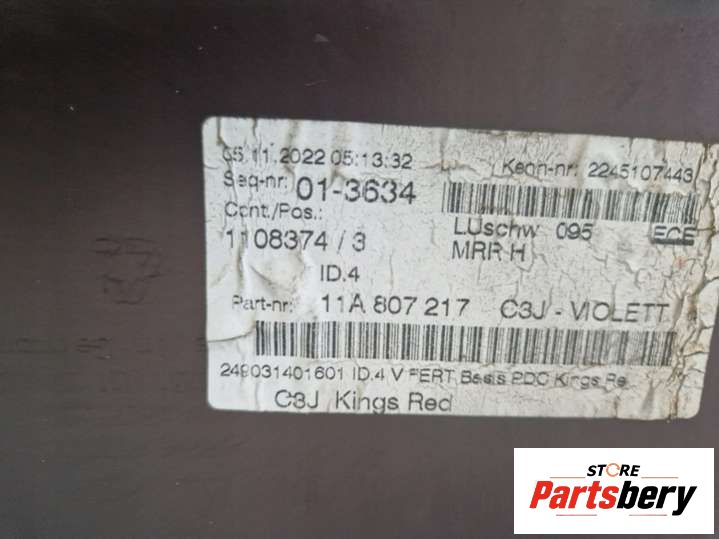 05.11.2022 05:13:32
Kenn-nr: 2245107443
Seq-nr: 01-3634
Cont./Pos.:
1108374 / 3
LUschw 095 ECE
MRR H
ID.4
Part-nr: 11A 807 217 C3J - VIOLETT
249031401601 ID.4 V FERT Basis PDC Kings Re
C3J Kings Red
STORE
Partsbery